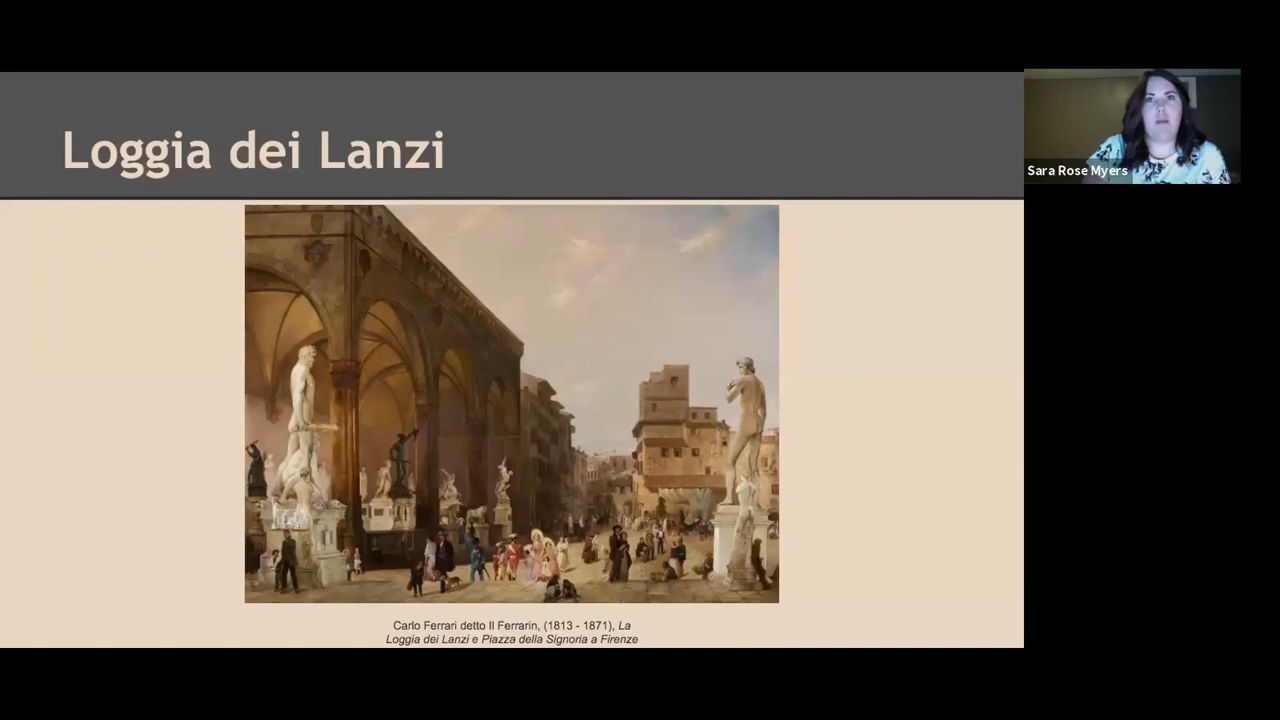 Loggia dei Lanzi
Sara Rose Myers
Carlo Ferrari detto Il Ferrarin, (1813 - 1871), La
Loggia dei Lanzi e Piazza della Signoria a Firenze